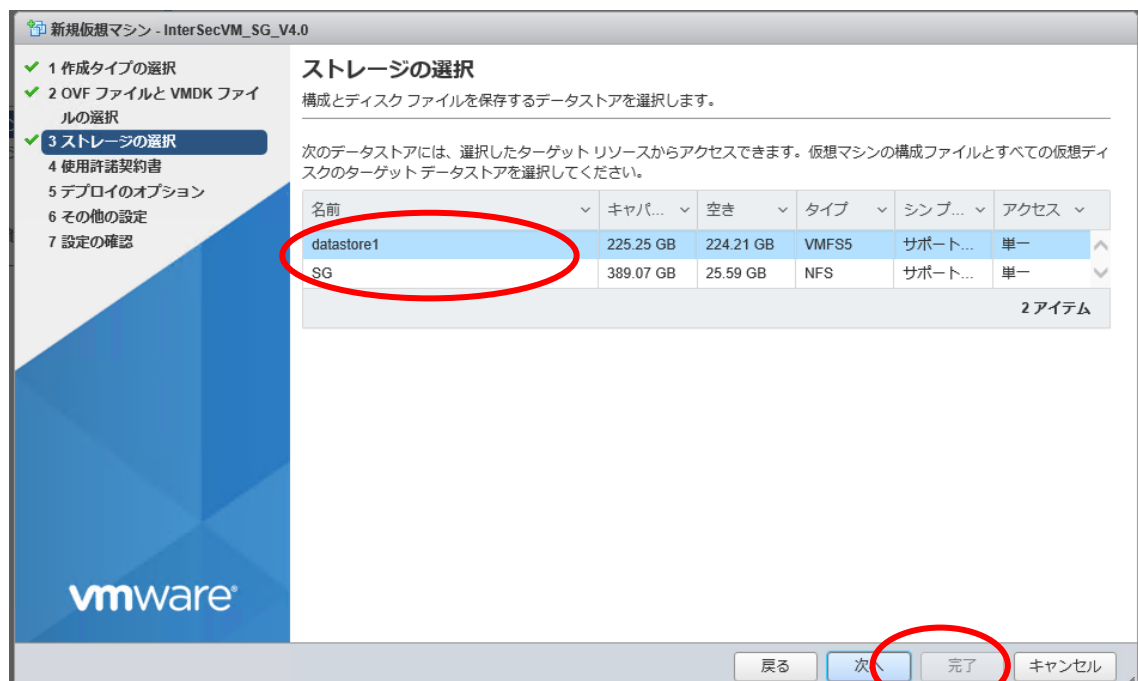 新規仮想マシン - InterSecVM_SG_V4.0
1 作成タイプの選択
2 OVF ファイルと VMDK ファイ
ルの選択
3 ストレージの選択
4 使用許諾契約書
5 デプロイのオプション
6 その他の設定
7 設定の確認
ストレージの選択
構成とディスク ファイルを保存するデータストアを選択します。
次のデータストアには、選択したターゲット リソースからアクセスできます。仮想マシンの構成ファイルとすべての仮想ディ
スクのターゲット データストアを選択してください。
名前 キャパ... 空き タイプ シンプ... アクセス
datastore1 225.25 GB 224.21 GB VMFS5 サポート... 単一
SG 389.07 GB 25.59 GB NFS サポート... 単一
2 アイテム
vmware®
戻る 次へ 完了 キャンセル